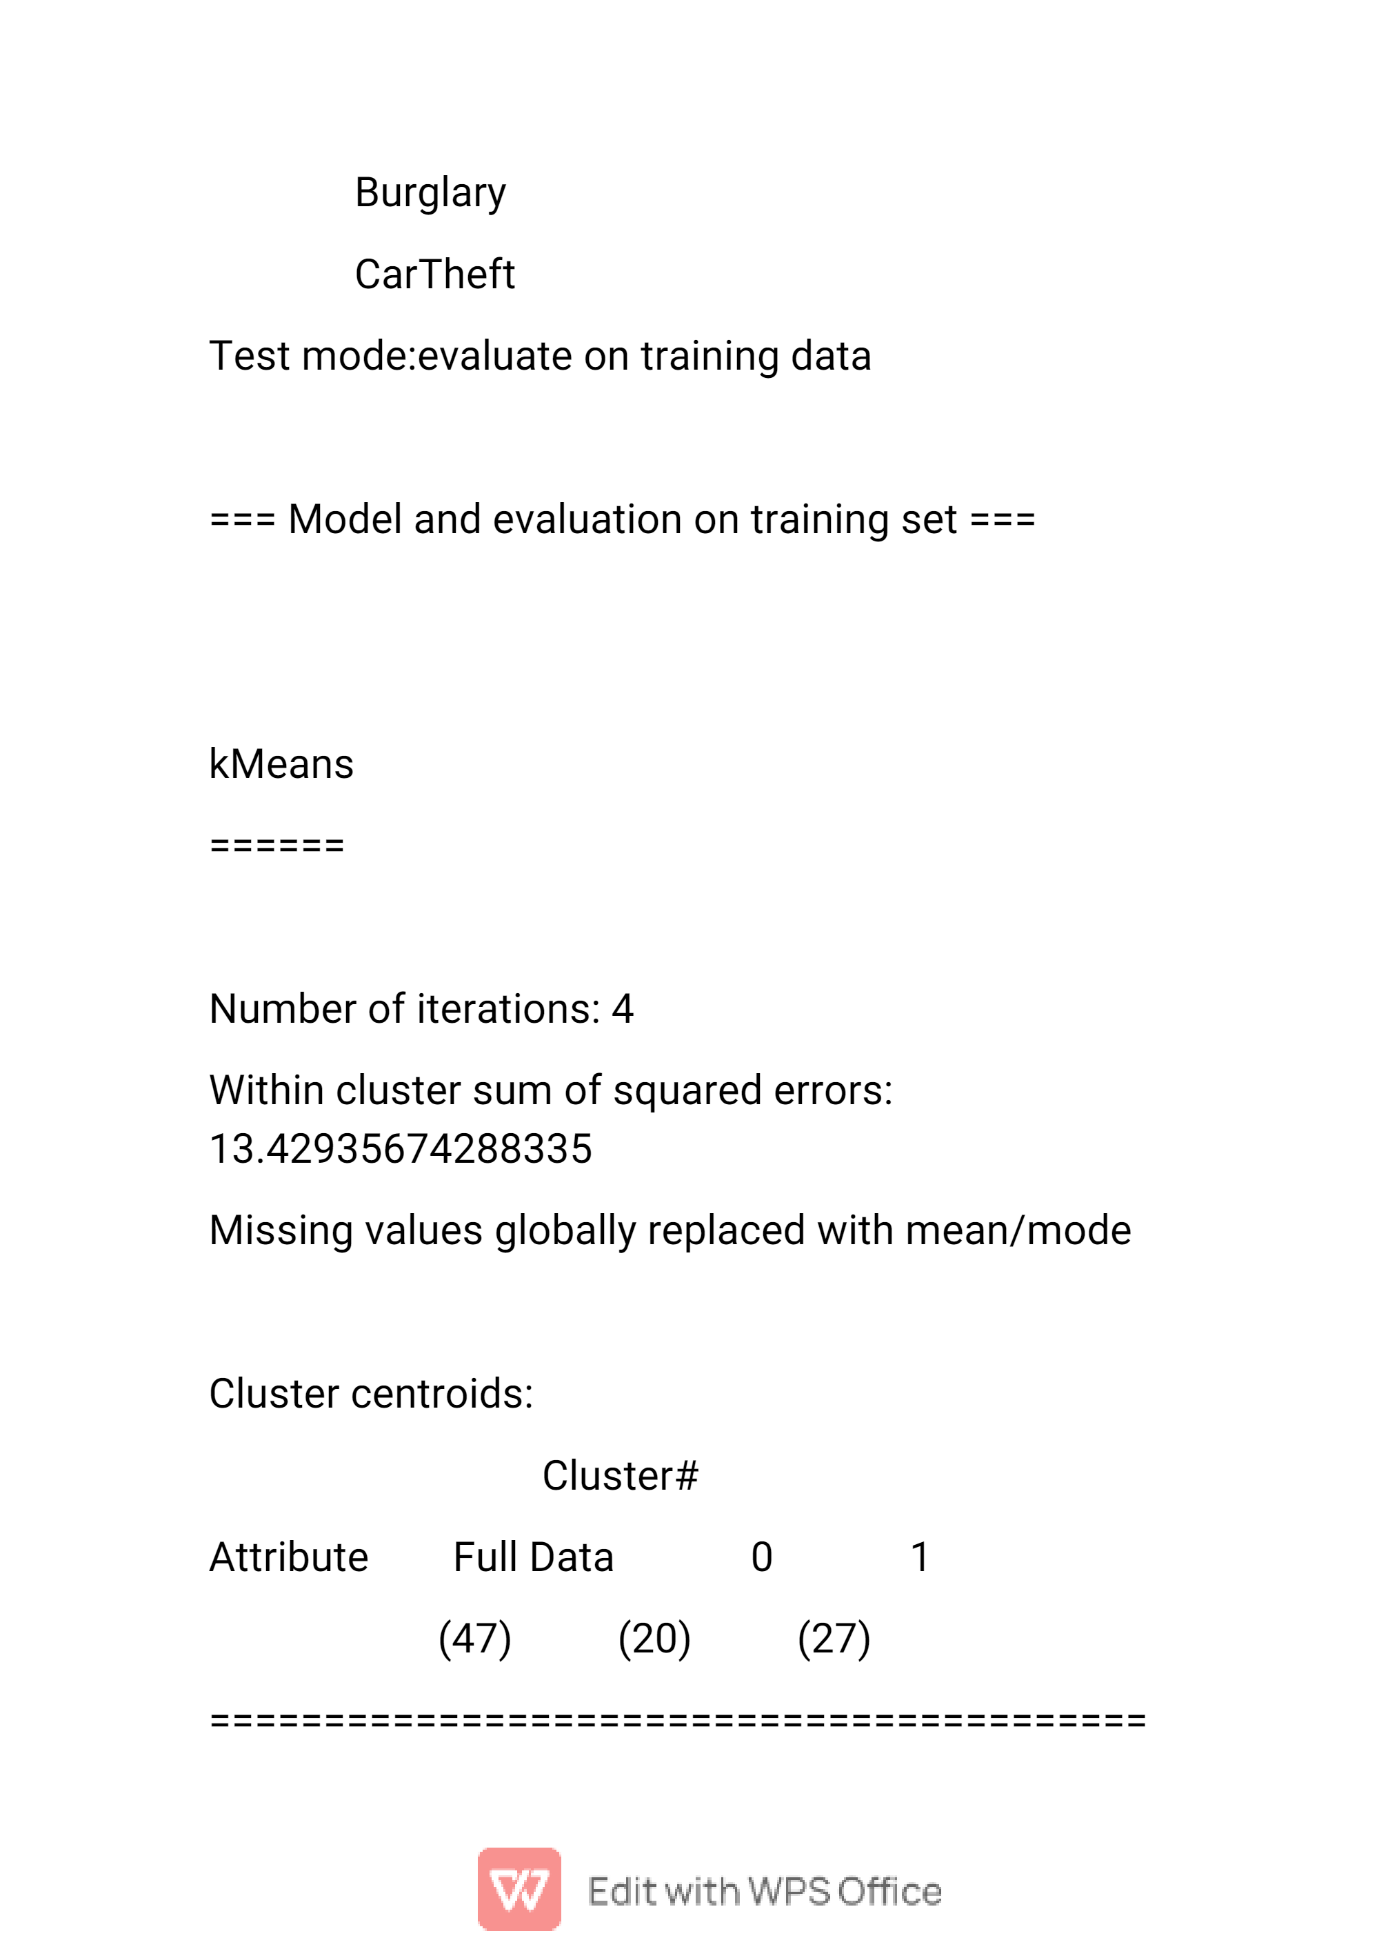 Burglary
CarTheft
Test mode:evaluate on training data
=== Model and evaluation on training set ===
kMeans
======
Number of iterations: 4
Within cluster sum of squared errors:
13.42935674288335
Missing values globally replaced with mean/mode
Cluster centroids:
Cluster#
Attribute Full Data 0 1
(47) (20) (27)
=========================================
Edit with WPS Office